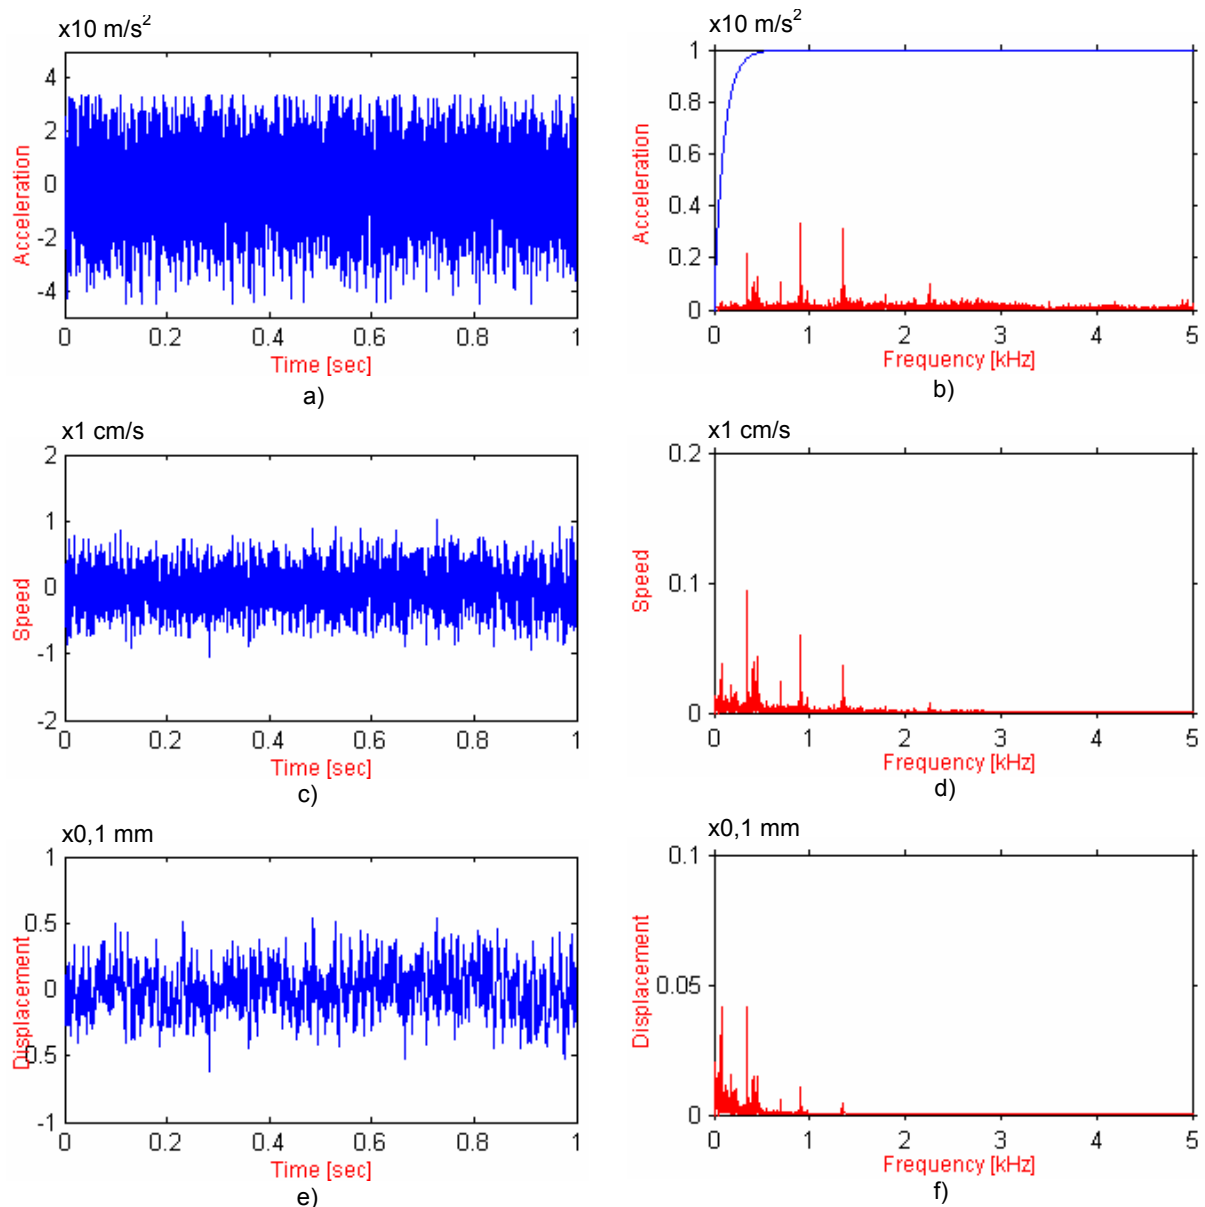 x10 m/s²
4
2
0
-2
-4
Acceleration
0 0.2 0.4 0.6 0.8 1
Time [sec]
a)
x10 m/s²
1
0.8
0.6
0.4
0.2
0
Acceleration
0 1 2 3 4 5
Frequency [kHz]
b)
x1 cm/s
2
1
0
-1
-2
Speed
0 0.2 0.4 0.6 0.8 1
Time [sec]
c)
x1 cm/s
0.2
0.1
0
Speed
0 1 2 3 4 5
Frequency [kHz]
d)
x0,1 mm
1
0.5
0
0.5
-1
Displacement
0 0.2 0.4 0.6 0.8 1
Time [sec]
e)
x0,1 mm
0.1
0.05
0
Displacement
0 1 2 3 4 5
Frequency [kHz]
f)